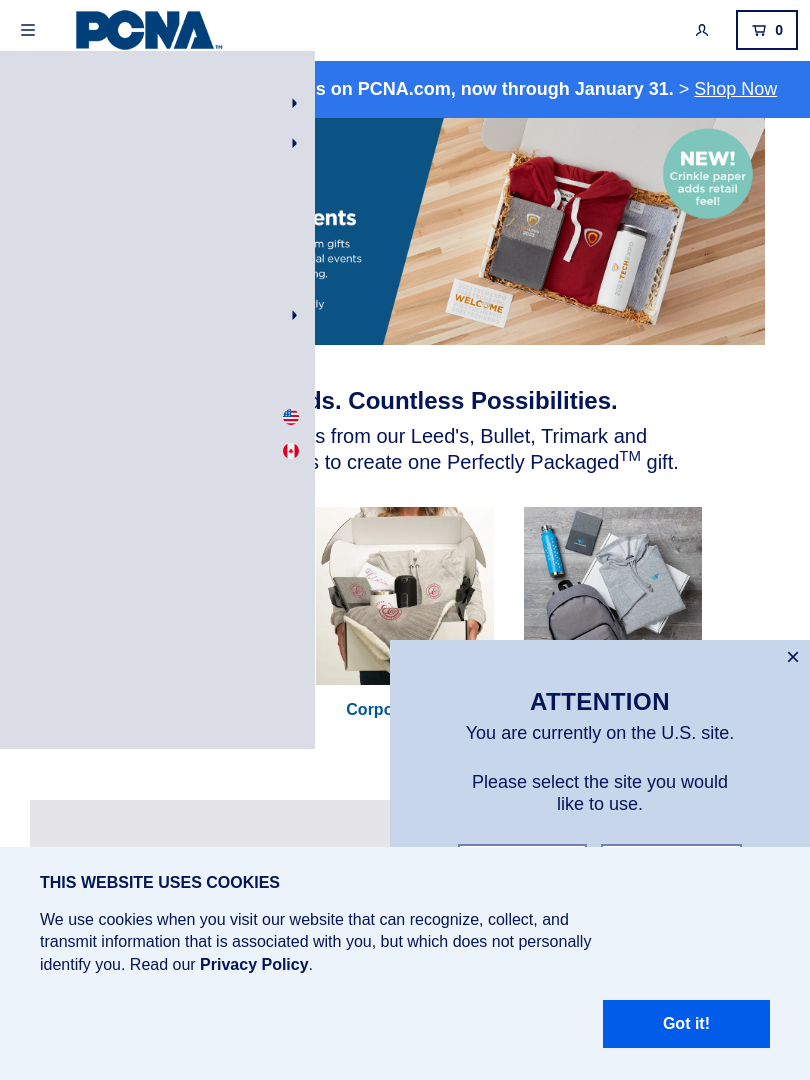 PCNA™
0
s on PCNA.com, now through January 31. > Shop Now
NEW!
Crinkle paper
adds retail
feel!
ents
m gifts
al events
ng.
ly
WELCOME
ds. Countless Possibilities.
s from our Leed's, Bullet, Trimark and
s to create one Perfectly Packaged™ gift.
Corpo
×
ATTENTION
You are currently on the U.S. site.
Please select the site you would
like to use.
THIS WEBSITE USES COOKIES
We use cookies when you visit our website that can recognize, collect, and
transmit information that is associated with you, but which does not personally
identify you. Read our Privacy Policy.
Got it!